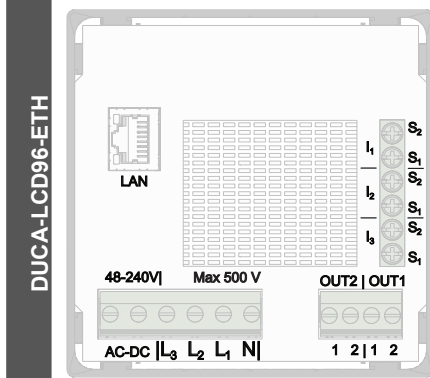 DUCA-LCD96-ETH
LAN
I₁
I₂
I₃
S₂
S₁
S₂
S₁
S₂
S₁
48-240V| Max 500 V
OUT2 | OUT1
AC-DC |L₃ L₂ L₁ N|
1 2 | 1 2